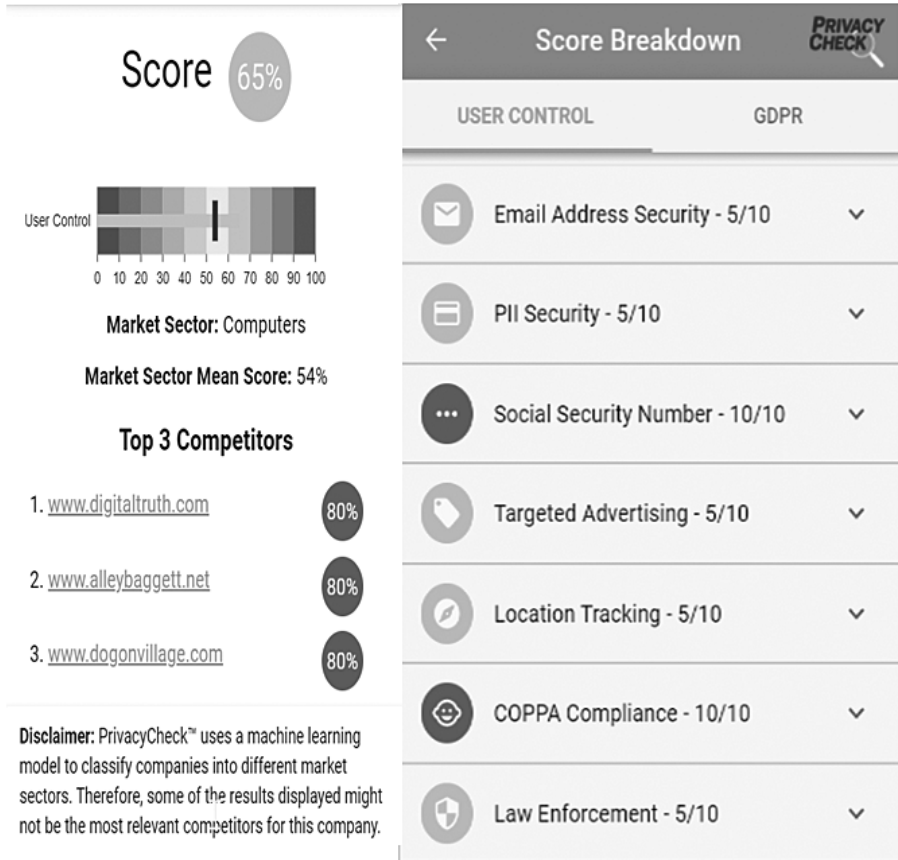 Score 65%
User Control
0 10 20 30 40 50 60 70 80 90 100
Market Sector: Computers
Market Sector Mean Score: 54%
Top 3 Competitors
1. www.digitaltruth.com 80%
2. www.alleybaggett.net 80%
3. www.dogonvillage.com 80%
Disclaimer: PrivacyCheck™ uses a machine learning
model to classify companies into different market
sectors. Therefore, some of the results displayed might
not be the most relevant competitors for this company.
Score Breakdown
PRIVACY
CHECK
USER CONTROL GDPR
Email Address Security - 5/10
PII Security - 5/10
Social Security Number - 10/10
Targeted Advertising - 5/10
Location Tracking - 5/10
COPPA Compliance - 10/10
Law Enforcement - 5/10